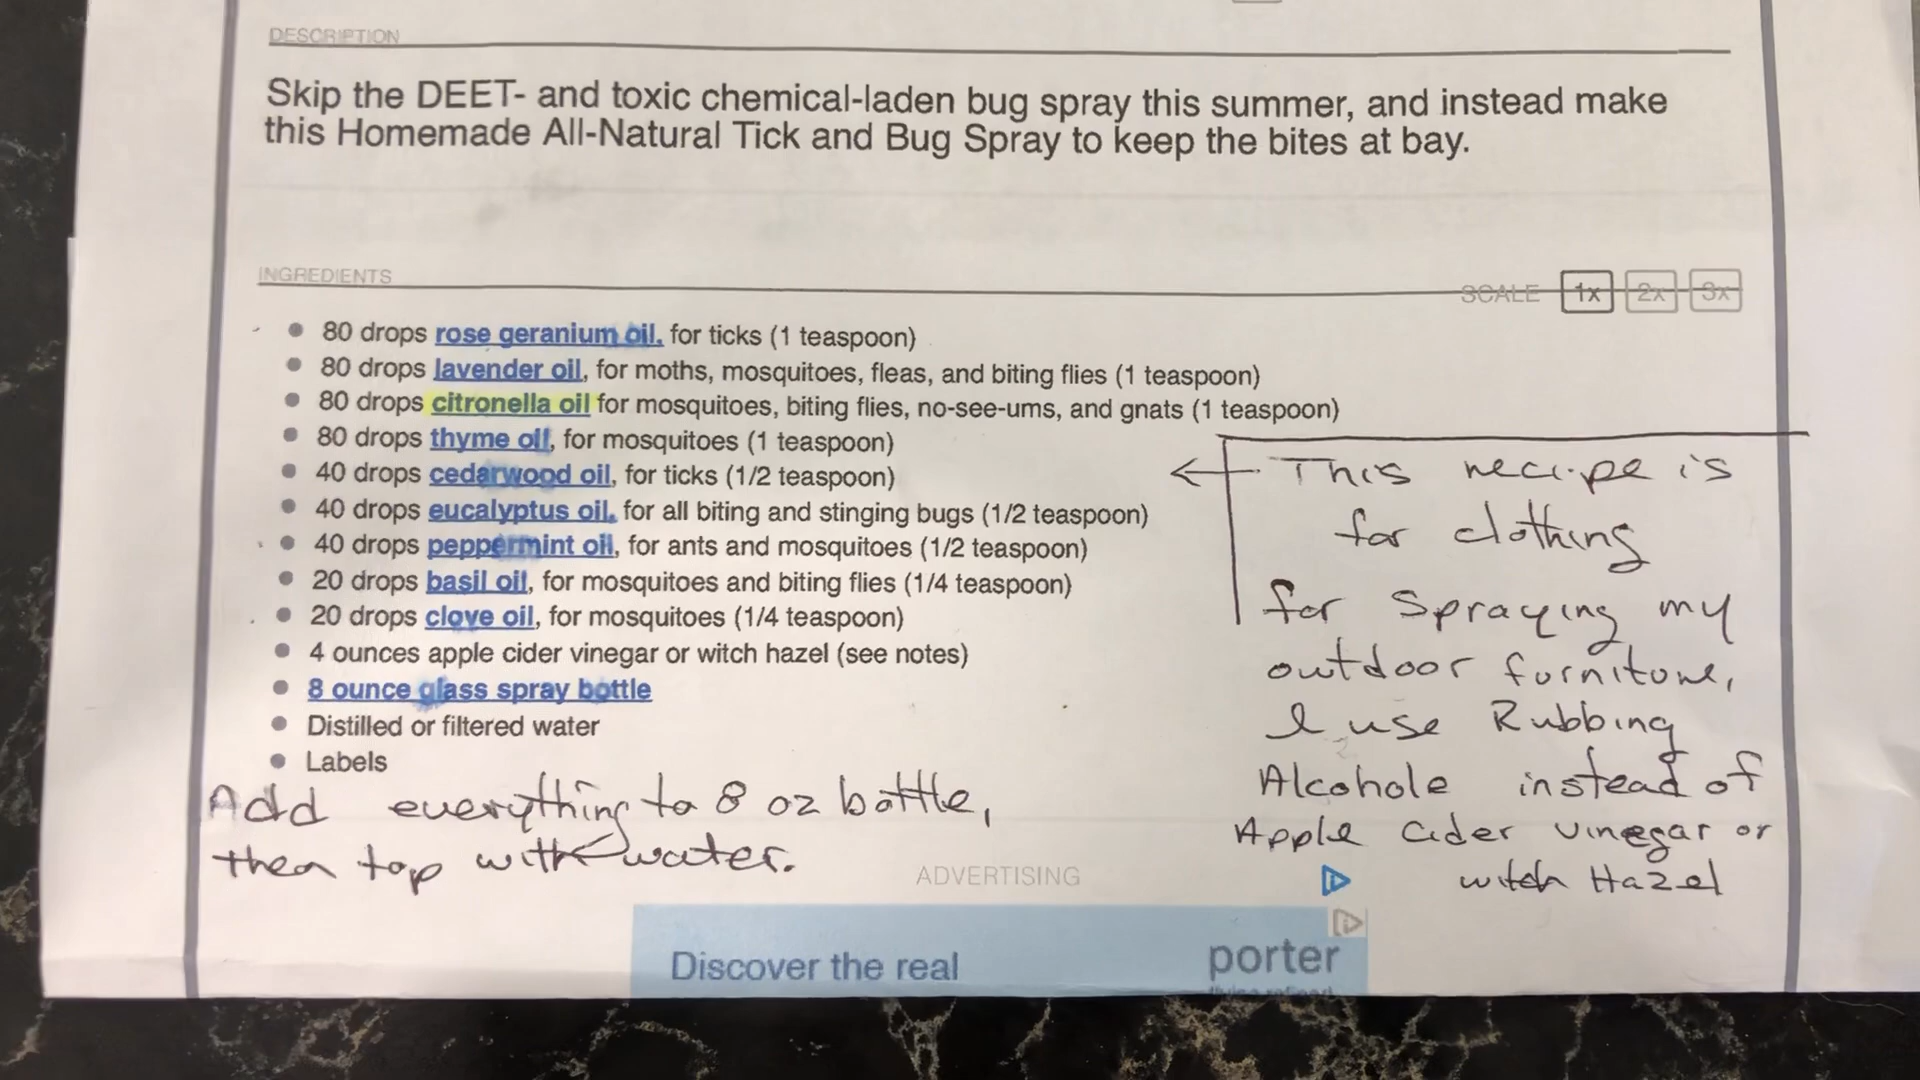 DESCRIPTION
Skip the DEET- and toxic chemical-laden bug spray this summer, and instead make
this Homemade All-Natural Tick and Bug Spray to keep the bites at bay.
INGREDIENTS
SCALE 1x 2x 3x
80 drops rose geranium oil, for ticks (1 teaspoon)
80 drops lavender oil, for moths, mosquitoes, fleas, and biting flies (1 teaspoon)
80 drops citronella oil for mosquitoes, biting flies, no-see-ums, and gnats (1 teaspoon)
80 drops thyme oil, for mosquitoes (1 teaspoon)
40 drops cedarwood oil, for ticks (1/2 teaspoon)
40 drops eucalyptus oil, for all biting and stinging bugs (1/2 teaspoon)
40 drops peppermint oil, for ants and mosquitoes (1/2 teaspoon)
20 drops basil oil, for mosquitoes and biting flies (1/4 teaspoon)
20 drops clove oil, for mosquitoes (1/4 teaspoon)
4 ounces apple cider vinegar or witch hazel (see notes)
8 ounce glass spray bottle
Distilled or filtered water
Labels
Add everything to 8 oz bottle,
then top with water.
This recipe is
for clothing
for Spraying my
outdoor furniture,
I use Rubbing
Alcohole instead of
Apple Cider vinegar or
witch Hazel
ADVERTISING
Discover the real
porter